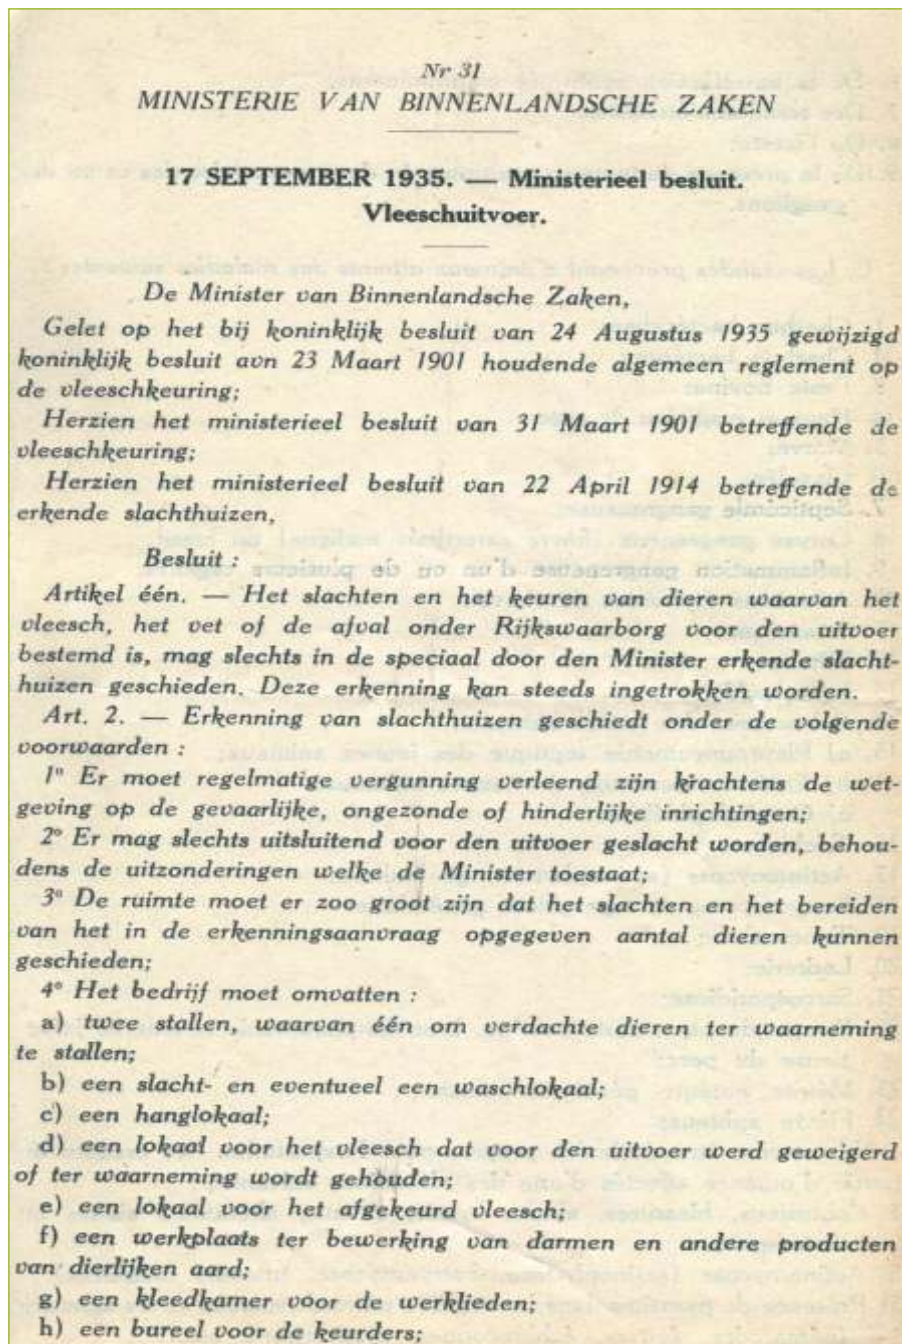 Nr 31
MINISTERIE VAN BINNENLANDSCHE ZAKEN
17 SEPTEMBER 1935. — Ministerieel besluit.
Vleeschuitvoer.
De Minister van Binnenlandsche Zaken,
Gelet op het bij koninklijk besluit van 24 Augustus 1935 gewijzigd
koninklijk besluit avn 23 Maart 1901 houdende algemeen reglement op
de vleeschkeuring;
Herzien het ministerieel besluit van 31 Maart 1901 betreffende de
vleeschkeuring;
Herzien het ministerieel besluit van 22 April 1914 betreffende de
erkende slachthuizen,
Besluit :
Artikel één. — Het slachten en het keuren van dieren waarvan het
vleesch, het vet of de afval onder Rijkswaarborg voor den uitvoer
bestemd is, mag slechts in de speciaal door den Minister erkende slacht-
huizen geschieden. Deze erkenning kan steeds ingetrokken worden.
Art. 2. — Erkenning van slachthuizen geschiedt onder de volgende
voorwaarden :
1° Er moet regelmatige vergunning verleend zijn krachtens de wet-
geving op de gevaarlijke, ongezonde of hinderlijke inrichtingen;
2° Er mag slechts uitsluitend voor den uitvoer geslacht worden, behou-
dens de uitzonderingen welke de Minister toestaat;
3° De ruimte moet er zoo groot zijn dat het slachten en het bereiden
van het in de erkenningsaanvraag opgegeven aantal dieren kunnen
geschieden;
4° Het bedrijf moet omvatten :
a) twee stallen, waarvan één om verdachte dieren ter waarneming
te stallen;
b) een slacht- en eventueel een waschlokaal;
c) een hanglokaal;
d) een lokaal voor het vleesch dat voor den uitvoer werd geweigerd
of ter waarneming wordt gehouden;
e) een lokaal voor het afgekeurd vleesch;
f) een werkplaats ter bewerking van darmen en andere producten
van dierlijken aard;
g) een kleedkamer voor de werklieden;
h) een bureel voor de keurders;